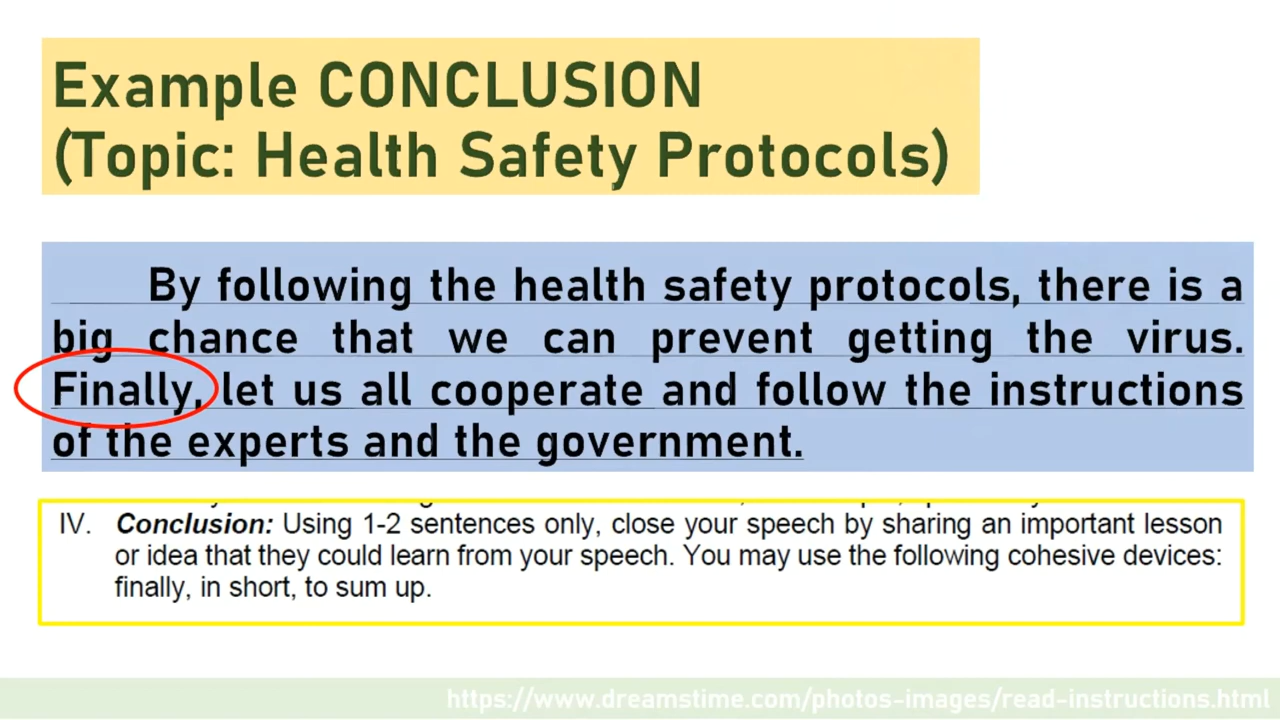 Example CONCLUSION
(Topic: Health Safety Protocols)
By following the health safety protocols, there is a
big chance that we can prevent getting the virus.
Finally, let us all cooperate and follow the instructions
of the experts and the government.
IV. Conclusion: Using 1-2 sentences only, close your speech by sharing an important lesson
or idea that they could learn from your speech. You may use the following cohesive devices:
finally, in short, to sum up.
https://www.dreamstime.com/photos-images/read-instructions.html